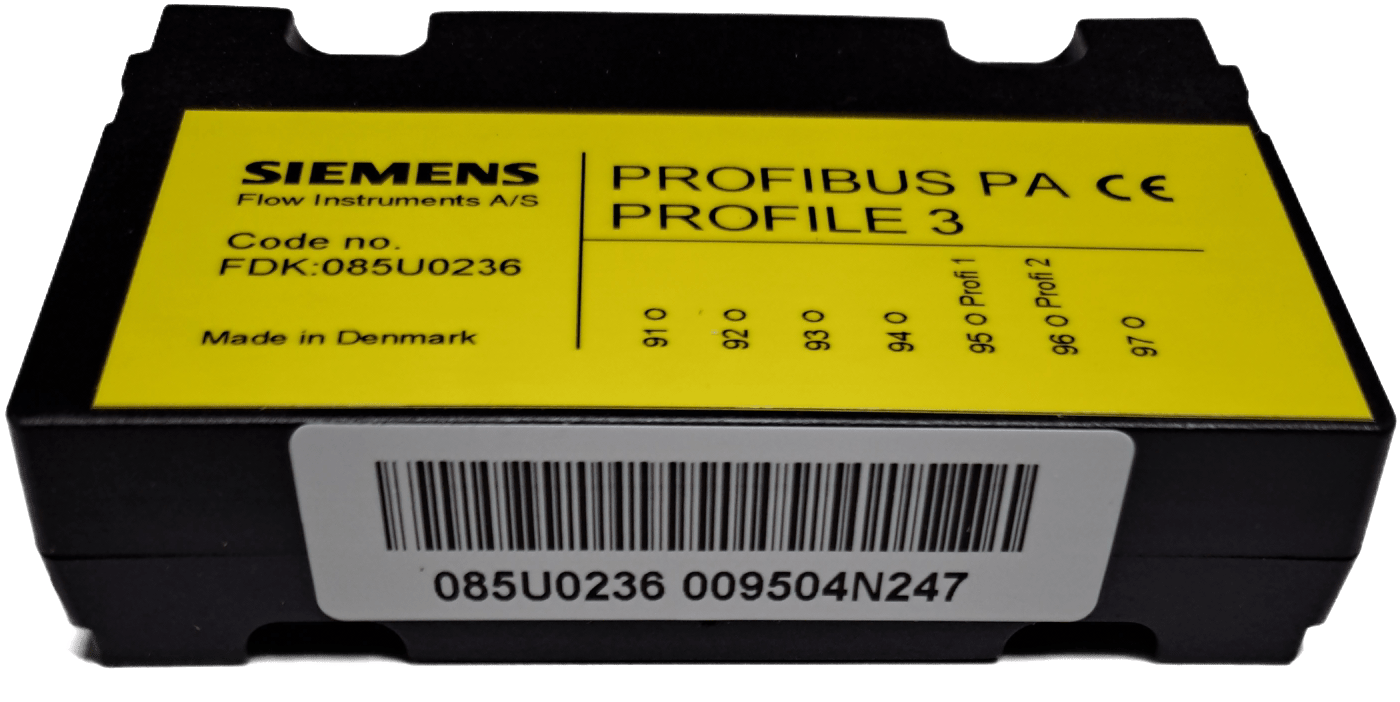 SIEMENS
Flow Instruments A/S
Code no.
FDK:085U0236
Made in Denmark
PROFIBUS PA CE
PROFILE 3
91 O
92 O
93 O
94 O
95 O Profi 1
96 O Profi 2
97 O
085U0236 009504N247